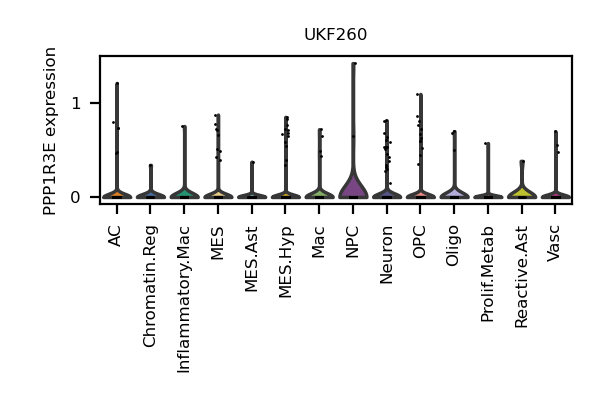 UKF260
PPP1R3E expression
1
0
AC
Chromatin.Reg
Inflammatory.Mac
MES
MES.Ast
MES.Hyp
Mac
NPC
Neuron
OPC
Oligo
Prolif.Metab
Reactive.Ast
Vasc